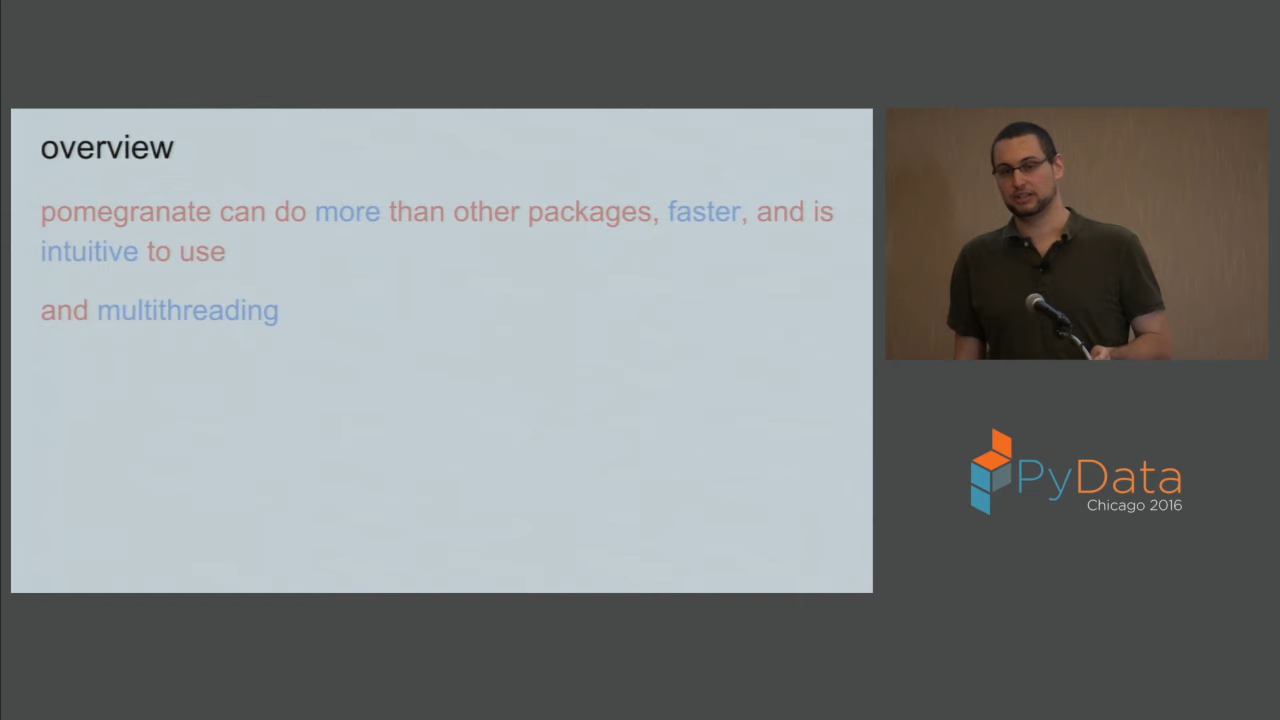 overview
pomegranate can do more than other packages, faster, and is
intuitive to use
and multithreading
PyData
Chicago 2016